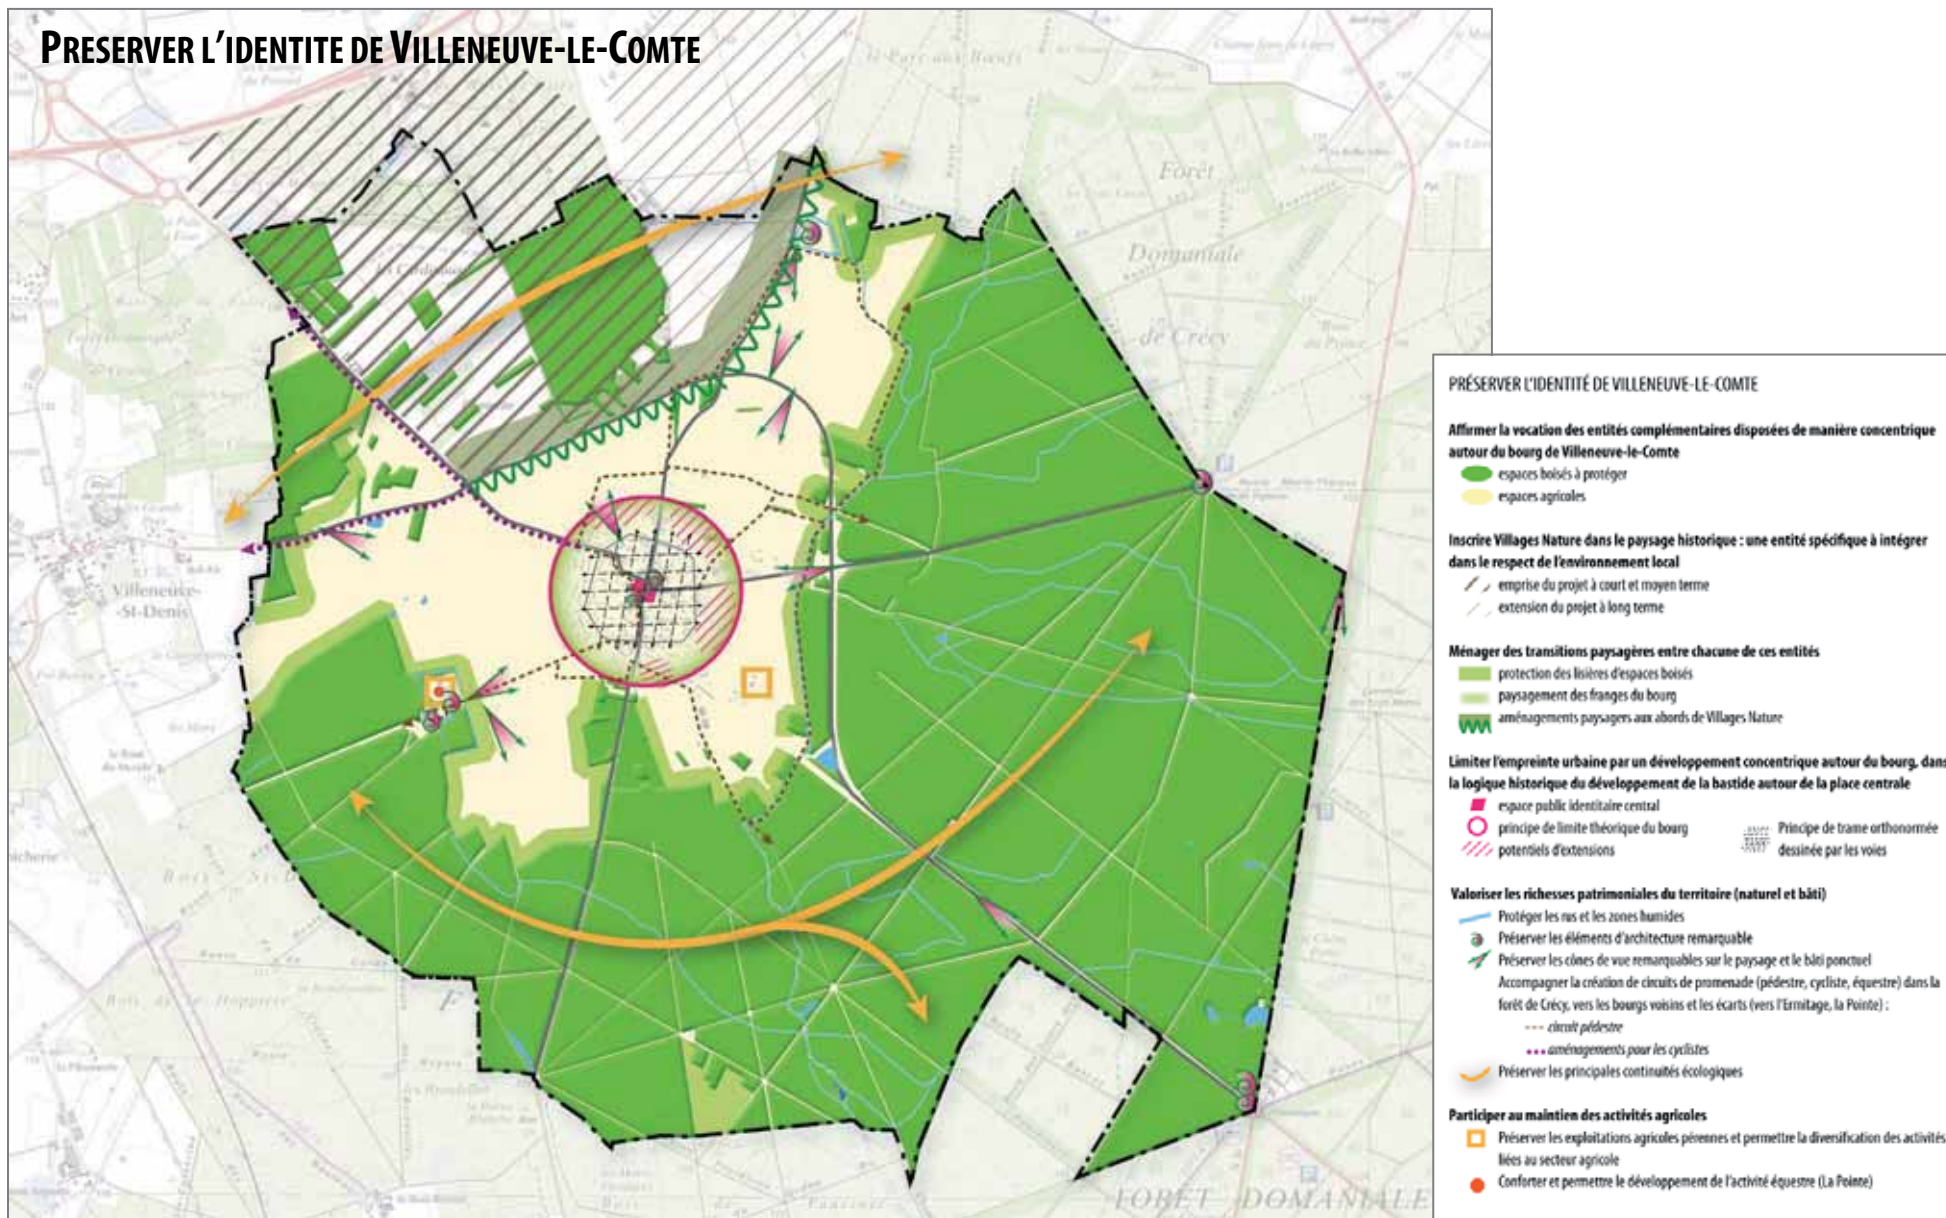 PRESERVER L'IDENTITE DE VILLENEUVE-LE-COMTE
le Parc aux Bœufs
Forêt
Domaniale
de Crécy
Villeneuve-
-St-Denis
FORET DOMANIALE
PRÉSERVER L'IDENTITÉ DE VILLENEUVE-LE-COMTE
Affirmer la vocation des entités complémentaires disposées de manière concentrique
autour du bourg de Villeneuve-le-Comte
espaces boisés à protéger
espaces agricoles
Inscrire Villages Nature dans le paysage historique : une entité spécifique à intégrer
dans le respect de l'environnement local
emprise du projet à court et moyen terme
extension du projet à long terme
Ménager des transitions paysagères entre chacune de ces entités
protection des lisières d'espaces boisés
paysagement des franges du bourg
aménagements paysagers aux abords de Villages Nature
Limiter l'empreinte urbaine par un développement concentrique autour du bourg, dans
la logique historique du développement de la bastide autour de la place centrale
espace public identitaire central
principe de limite théorique du bourg
potentiels d'extensions
Principe de trame orthonormée
dessinée par les voies
Valoriser les richesses patrimoniales du territoire (naturel et bâti)
Protéger les rus et les zones humides
Préserver les éléments d'architecture remarquable
Préserver les cônes de vue remarquables sur le paysage et le bâti ponctuel
Accompagner la création de circuits de promenade (pédestre, cycliste, équestre) dans la
forêt de Crécy, vers les bourgs voisins et les écarts (vers l'Ermitage, la Pointe) :
circuit pédestre
aménagements pour les cyclistes
Préserver les principales continuités écologiques
Participer au maintien des activités agricoles
Préserver les exploitations agricoles pérennes et permettre la diversification des activités
liées au secteur agricole
Conforter et permettre le développement de l'activité équestre (La Pointe)